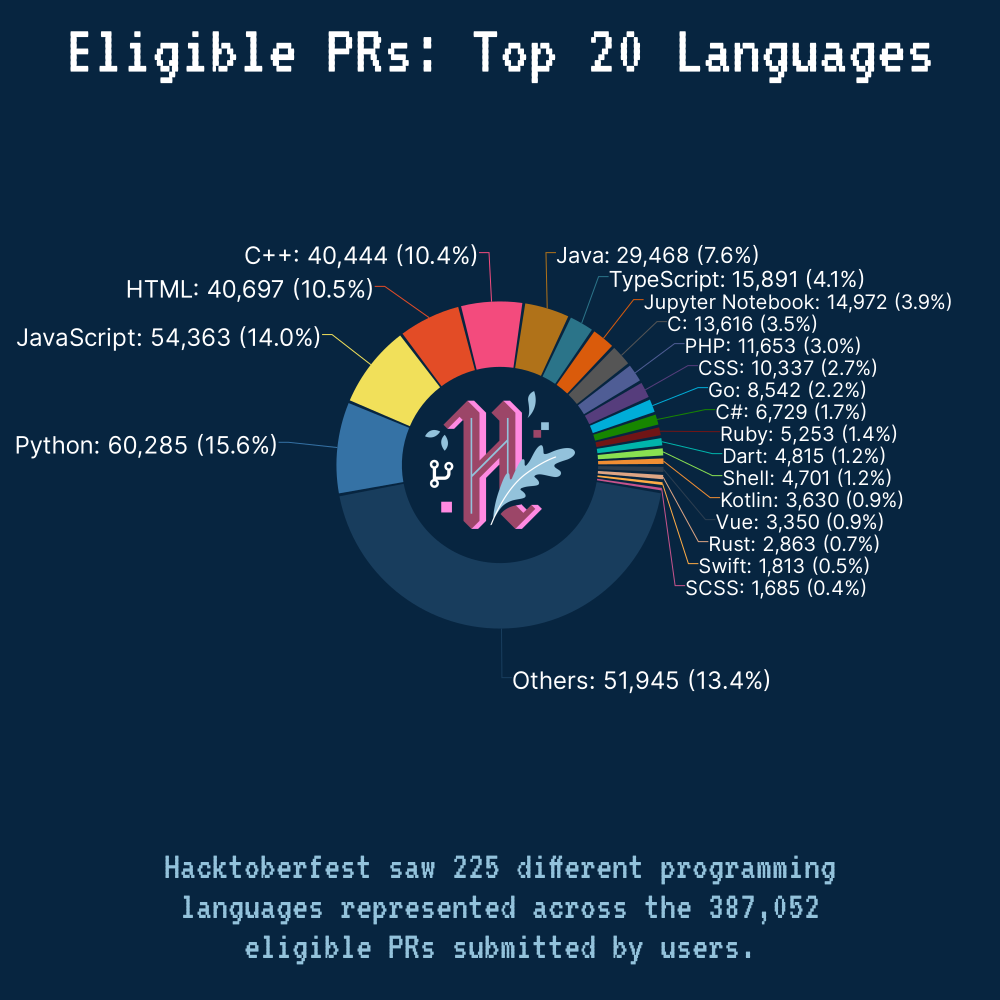 Eligible PRs: Top 20 Languages
C++: 40,444 (10.4%)
HTML: 40,697 (10.5%)
JavaScript: 54,363 (14.0%)
Python: 60,285 (15.6%)
Java: 29,468 (7.6%)
TypeScript: 15,891 (4.1%)
Jupyter Notebook: 14,972 (3.9%)
C: 13,616 (3.5%)
PHP: 11,653 (3.0%)
CSS: 10,337 (2.7%)
Go: 8,542 (2.2%)
C#: 6,729 (1.7%)
Ruby: 5,253 (1.4%)
Dart: 4,815 (1.2%)
Shell: 4,701 (1.2%)
Kotlin: 3,630 (0.9%)
Vue: 3,350 (0.9%)
Rust: 2,863 (0.7%)
Swift: 1,813 (0.5%)
SCSS: 1,685 (0.4%)
H
Others: 51,945 (13.4%)
Hacktoberfest saw 225 different programming
languages represented across the 387,052
eligible PRs submitted by users.